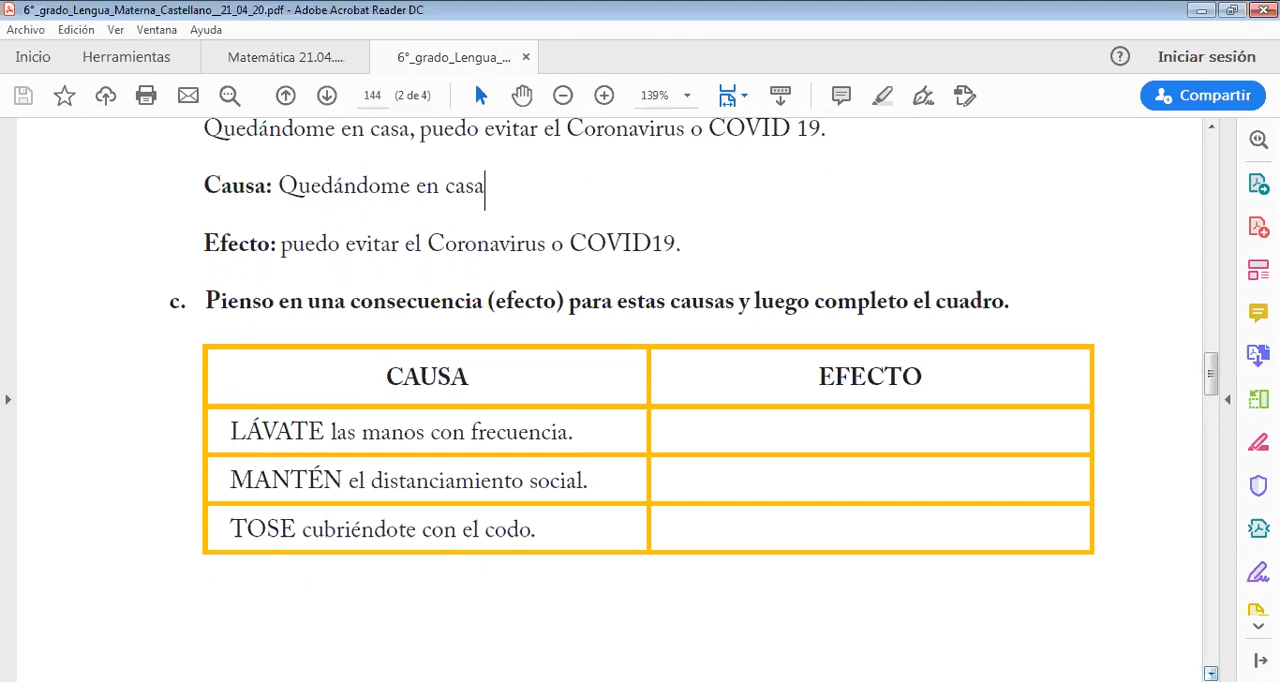 6°_grado_Lengua_Materna_Castellano__21_04_20.pdf - Adobe Acrobat Reader DC
Archivo Edición Ver Ventana Ayuda
Inicio Herramientas Matemática 21.04.... 6°_grado_Lengua_... × ? Iniciar sesión
144 (2 de 4) 139% Compartir
Quedándome en casa, puedo evitar el Coronavirus o COVID 19.
Causa: Quedándome en casa
Efecto: puedo evitar el Coronavirus o COVID19.
c. Pienso en una consecuencia (efecto) para estas causas y luego completo el cuadro.
CAUSA EFECTO
LÁVATE las manos con frecuencia.
MANTÉN el distanciamiento social.
TOSE cubriéndote con el codo.